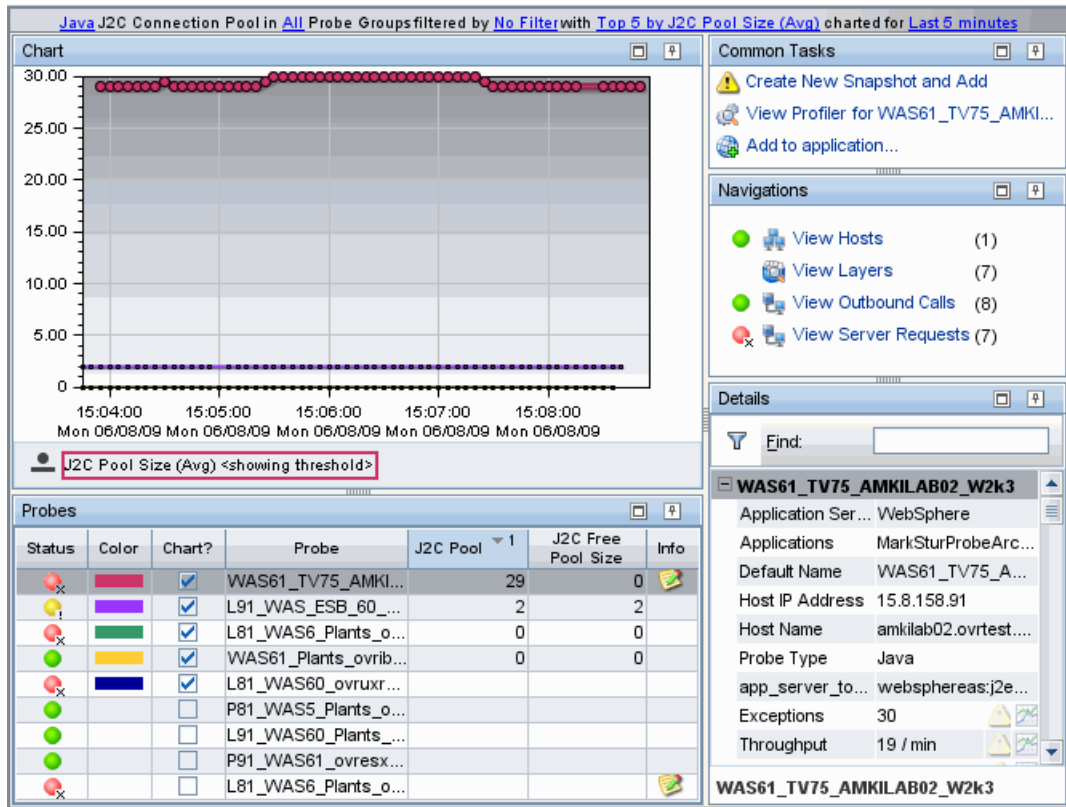 Java J2C Connection Pool in All Probe Groupsfiltered by No Filterwith Top 5 by J2C Pool Size (Avg) charted for Last 5 minutes
Chart
30.00
25.00
20.00
15.00
10.00
5.00
0
15:04:00 15:05:00 15:06:00 15:07:00 15:08:00
Mon 06/08/09 Mon 06/08/09 Mon 06/08/09 Mon 06/08/09 Mon 06/08/09
J2C Pool Size (Avg) <showing threshold>
Probes
Status Color Chart? Probe J2C Pool 1 J2C Free Pool Size Info
WAS61_TV75_AMKI... 29 0
L91_WAS_ESB_60_... 2 2
L81_WAS6_Plants_o... 0 0
WAS61_Plants_ovrib... 0 0
L81_WAS60_ovruxr...
P81_WAS5_Plants_o...
L91_WAS60_Plants_...
P91_WAS61_ovresx...
L81_WAS6_Plants_o...
Common Tasks
Create New Snapshot and Add
View Profiler for WAS61_TV75_AMKI...
Add to application...
Navigations
View Hosts (1)
View Layers (7)
View Outbound Calls (8)
View Server Requests (7)
Details
Find:
WAS61_TV75_AMKILAB02_W2k3
Application Ser... WebSphere
Applications MarkSturProbeArc...
Default Name WAS61_TV75_A...
Host IP Address 15.8.158.91
Host Name amkilab02.ovrtest....
Probe Type Java
app_server_to... websphereas:j2e...
Exceptions 30
Throughput 19 / min
WAS61_TV75_AMKILAB02_W2k3